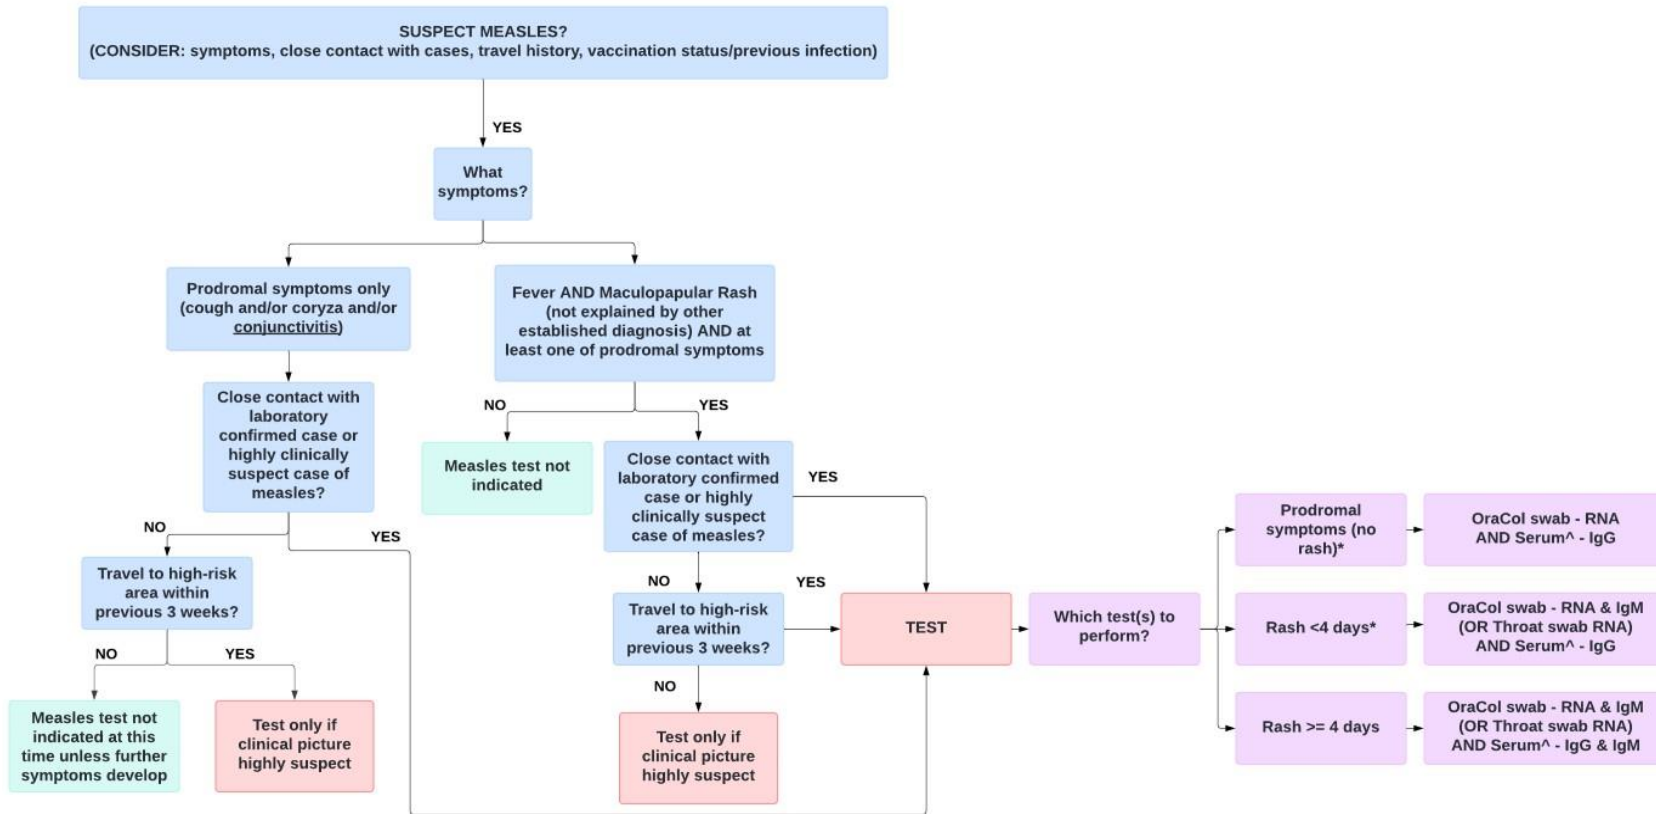 SUSPECT MEASLES?
(CONSIDER: symptoms, close contact with cases, travel history, vaccination status/previous infection)
YES
What
symptoms?
Prodromal symptoms only
(cough and/or coryza and/or
conjunctivitis)
Fever AND Maculopapular Rash
(not explained by other
established diagnosis) AND at
least one of prodromal symptoms
Close contact with
laboratory
confirmed case or
highly clinically
suspect case of
measles?
NO
YES
Measles test not
indicated
Close contact with
laboratory confirmed
case or highly
clinically suspect
case of measles?
YES
NO
YES
Travel to high-risk
area within
previous 3 weeks?
NO
YES
Measles test not
indicated at this
time unless further
symptoms develop
Test only if
clinical picture
highly suspect
NO
YES
Travel to high-risk
area within
previous 3 weeks?
NO
Test only if
clinical picture
highly suspect
TEST
Which test(s) to
perform?
Prodromal
symptoms (no
rash)*
OraCol swab - RNA
AND Serum^ - IgG
Rash <4 days*
OraCol swab - RNA & IgM
(OR Throat swab RNA)
AND Serum^ - IgG
Rash >= 4 days
OraCol swab - RNA & IgM
(OR Throat swab RNA)
AND Serum^ - IgG & IgM